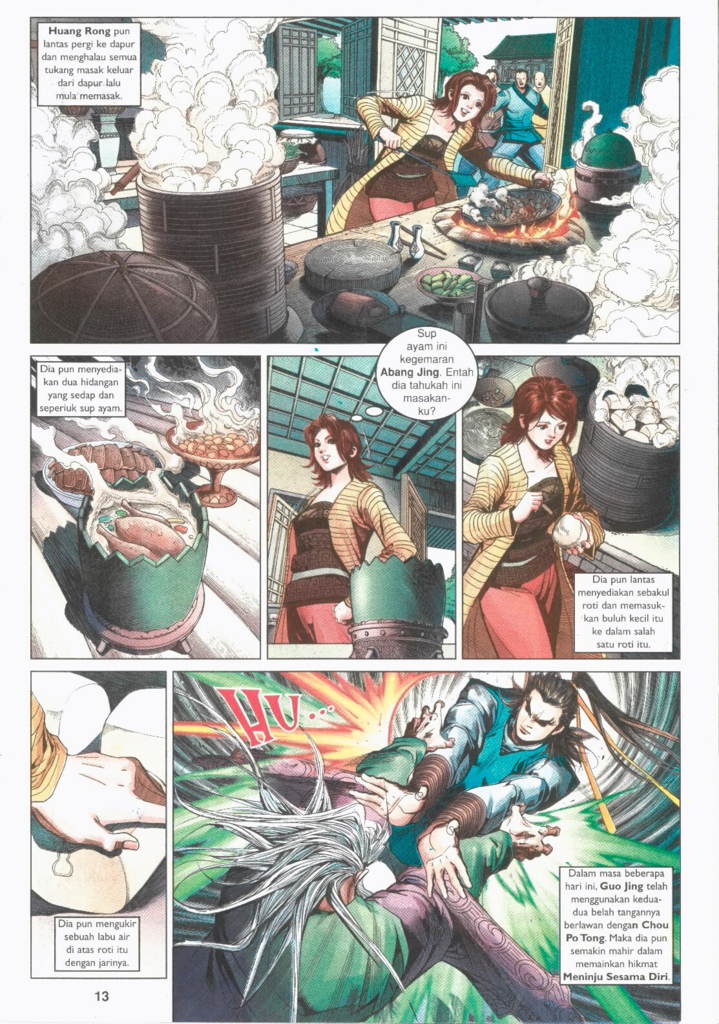 Huang Rong pun
lantas pergi ke dapur
dan menghalau semua
tukang masak keluar
dari dapur lalu
mula memasak.
Dia pun menyedia-
kan dua hidangan
yang sedap dan
seperiuk sup ayam.
Sup
ayam ini
kegemaran
Abang Jing. Entah
dia tahukah ini
masakan-
ku?
Dia pun lantas
menyediakan sebakul
roti dan memasuk-
kan buluh kecil itu
ke dalam salah
satu roti itu.
Dia pun mengukir
sebuah labu air
di atas roti itu
dengan jarinya.
HU...
Dalam masa beberapa
hari ini, Guo Jing telah
menggunakan kedua-
dua belah tangannya
berlawan dengan Chou
Po Tong. Maka dia pun
semakin mahir dalam
memainkan hikmat
Meninju Sesama Diri.
13